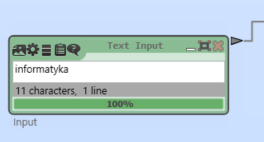 Text Input
informatyka
11 characters, 1 line
100%
Input